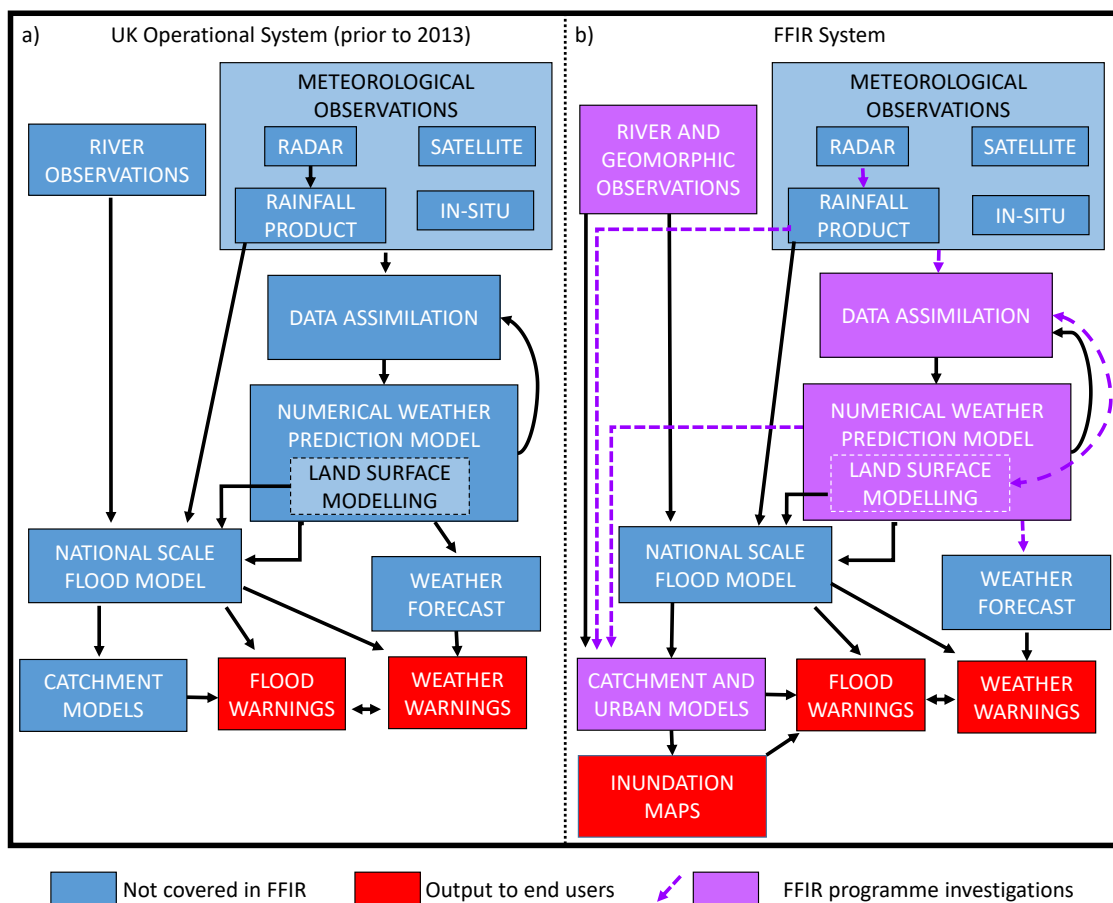 a)
UK Operational System (prior to 2013)
METEOROLOGICAL
OBSERVATIONS
RIVER
OBSERVATIONS
RADAR
SATELLITE
RAINFALL
PRODUCT
IN-SITU
DATA ASSIMILATION
NUMERICAL WEATHER
PREDICTION MODEL
LAND SURFACE
MODELLING
NATIONAL SCALE
FLOOD MODEL
WEATHER
FORECAST
CATCHMENT
MODELS
FLOOD
WARNINGS
WEATHER
WARNINGS
b)
FFIR System
METEOROLOGICAL
OBSERVATIONS
RIVER AND
GEOMORPHIC
OBSERVATIONS
RADAR
SATELLITE
RAINFALL
PRODUCT
IN-SITU
DATA ASSIMILATION
NUMERICAL WEATHER
PREDICTION MODEL
LAND SURFACE
MODELLING
NATIONAL SCALE
FLOOD MODEL
WEATHER
FORECAST
CATCHMENT AND
URBAN MODELS
FLOOD
WARNINGS
WEATHER
WARNINGS
INUNDATION
MAPS
Not covered in FFIR
Output to end users
FFIR programme investigations